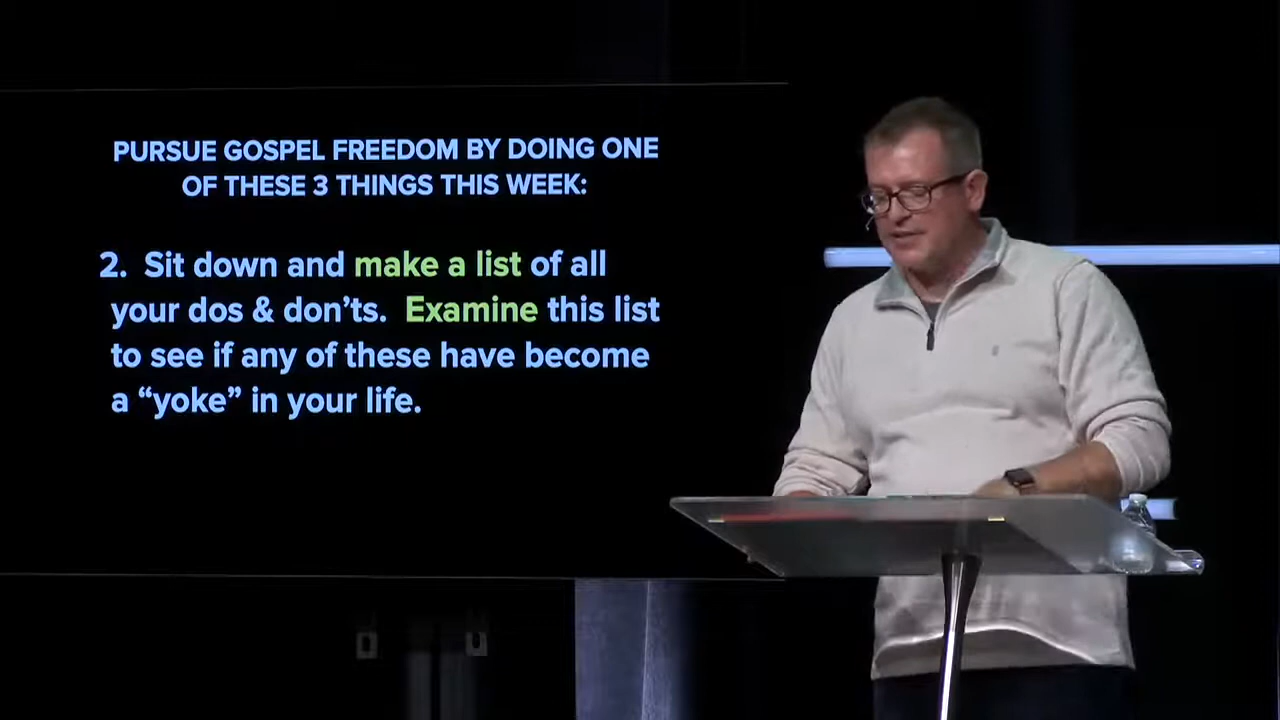 PURSUE GOSPEL FREEDOM BY DOING ONE
OF THESE 3 THINGS THIS WEEK:
2. Sit down and make a list of all
your dos & don’ts. Examine this list
to see if any of these have become
a “yoke” in your life.